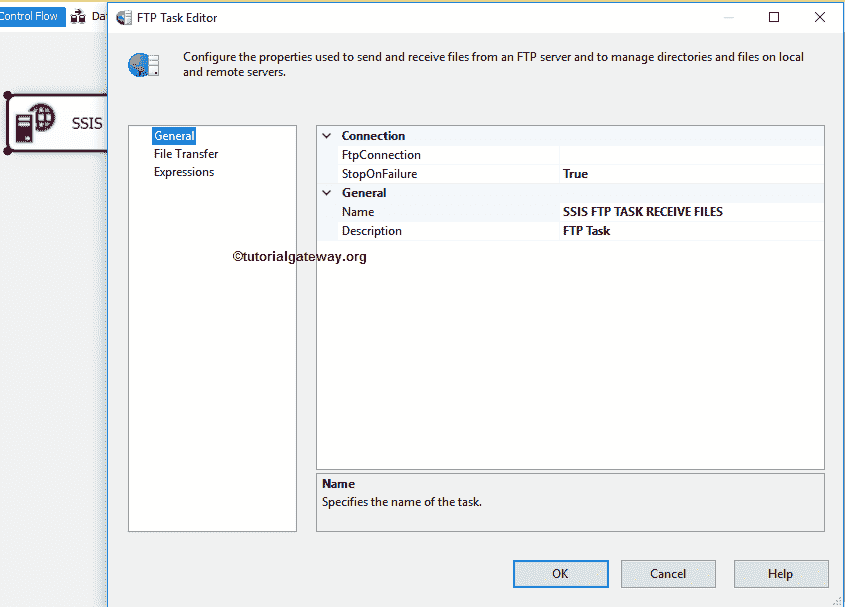 Control Flow
Da
FTP Task Editor
Configure the properties used to send and receive files from an FTP server and to manage directories and files on local
and remote servers.
SSIS
General
File Transfer
Expressions
Connection
FtpConnection
StopOnFailure True
General
Name SSIS FTP TASK RECEIVE FILES
Description FTP Task
©tutorialgateway.org
Name
Specifies the name of the task.
OK Cancel Help